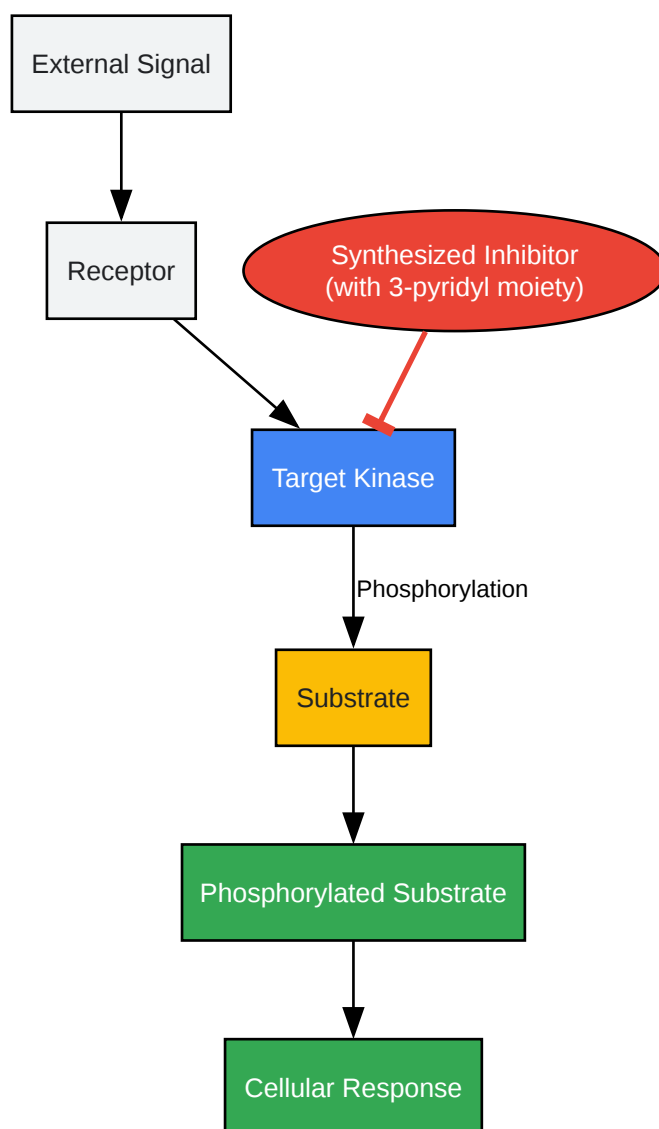 External Signal
Receptor
Synthesized Inhibitor
(with 3-pyridyl moiety)
Target Kinase
Phosphorylation
Substrate
Phosphorylated Substrate
Cellular Response